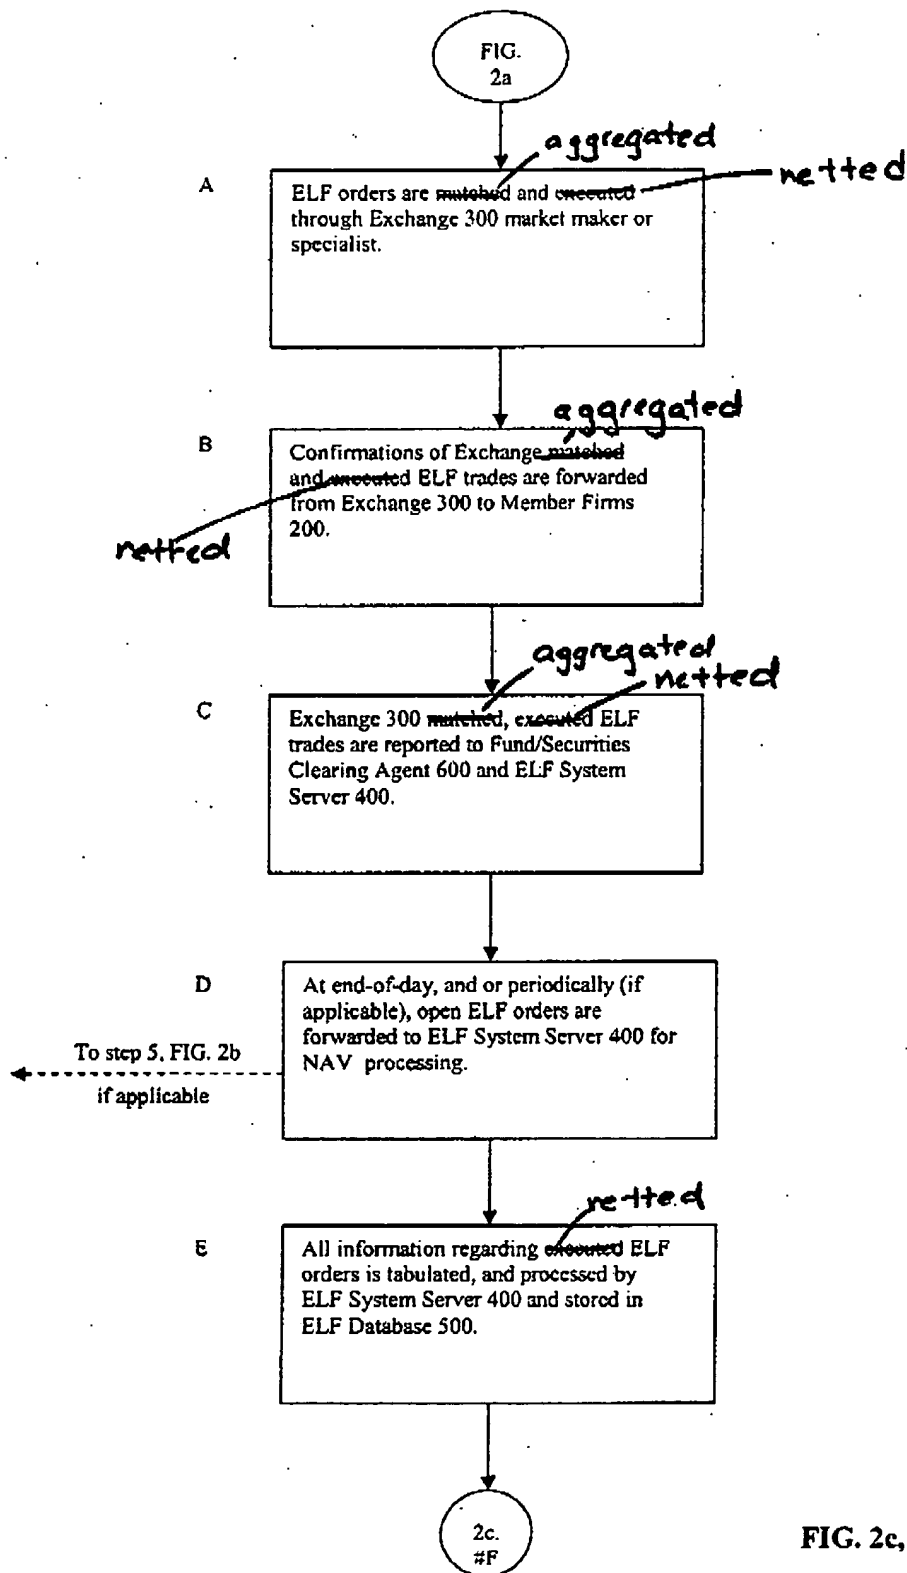 FIG.
2a
aggregated
netted
A
ELF orders are matched and executed
through Exchange 300 market maker or
specialist.
aggregated
B
Confirmations of Exchange matched
and executed ELF trades are forwarded
from Exchange 300 to Member Firms
200.
netted
aggregated
netted
C
Exchange 300 matched, executed ELF
trades are reported to Fund/Securities
Clearing Agent 600 and ELF System
Server 400.
D
At end-of-day, and or periodically (if
applicable), open ELF orders are
forwarded to ELF System Server 400 for
NAV processing.
To step 5, FIG. 2b
if applicable
netted
E
All information regarding executed ELF
orders is tabulated, and processed by
ELF System Server 400 and stored in
ELF Database 500.
2c.
#F
FIG. 2c,